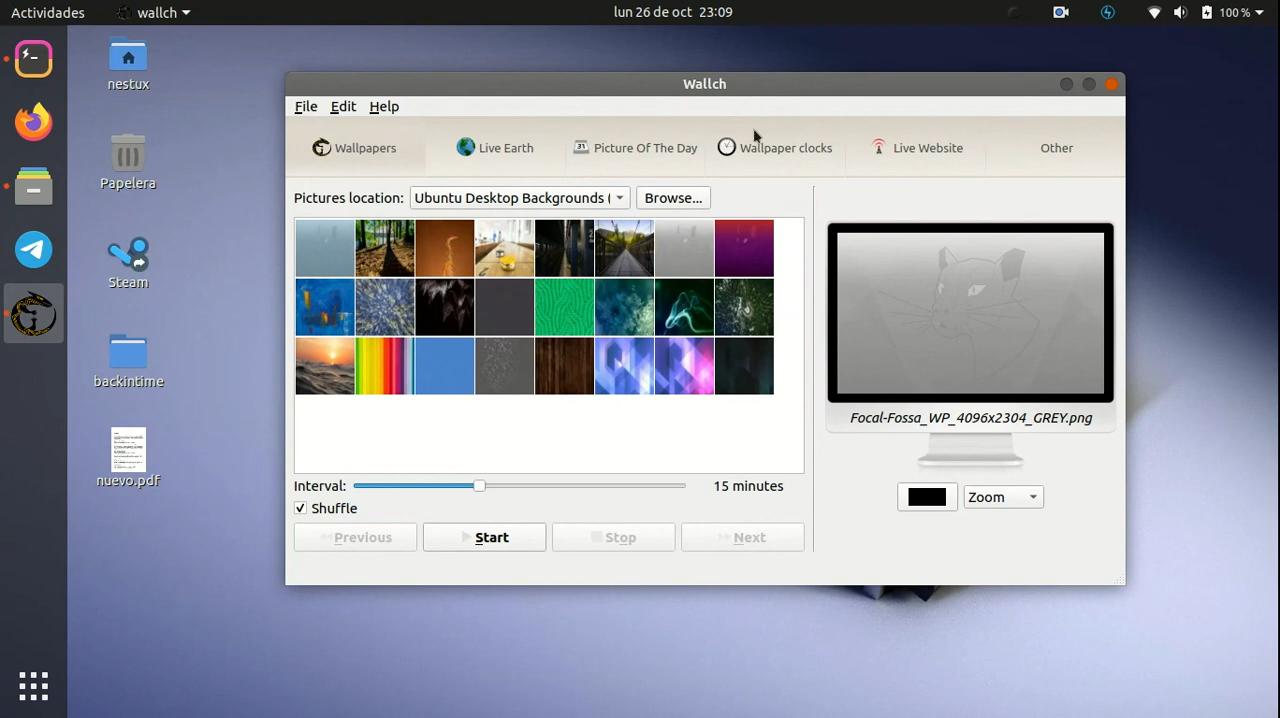 Actividades
wallch
lun 26 de oct 23:09
100 %
nestux
Papelera
Steam
backintime
nuevo.pdf
Wallch
File Edit Help
Wallpapers
Live Earth
31 Picture Of The Day
Wallpaper clocks
Live Website
Other
Pictures location: Ubuntu Desktop Backgrounds ( Browse...
Focal-Fossa_WP_4096x2304_GREY.png
Interval: 15 minutes
Shuffle
Zoom
Previous Start Stop Next